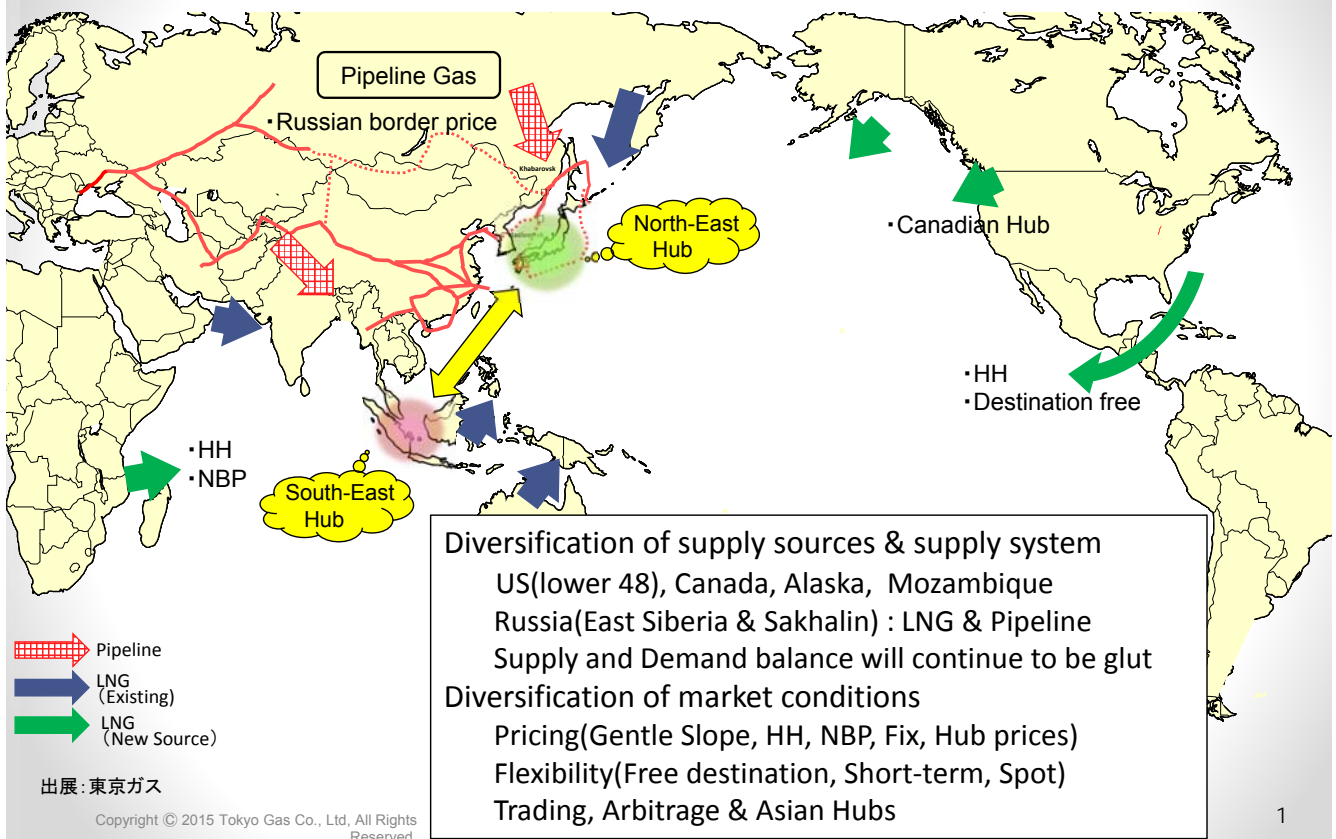 Pipeline Gas
・Russian border price
Khabarovsk
North-East
Hub
・Canadian Hub
・HH
・Destination free
・HH
・NBP
South-East
Hub
Diversification of supply sources & supply system
US(lower 48), Canada, Alaska, Mozambique
Russia(East Siberia & Sakhalin) : LNG & Pipeline
Supply and Demand balance will continue to be glut
Diversification of market conditions
Pricing(Gentle Slope, HH, NBP, Fix, Hub prices)
Flexibility(Free destination, Short-term, Spot)
Trading, Arbitrage & Asian Hubs
Pipeline
LNG
(Existing)
LNG
(New Source)
出展:東京ガス
Copyright © 2015 Tokyo Gas Co., Ltd, All Rights
Reserved.
1